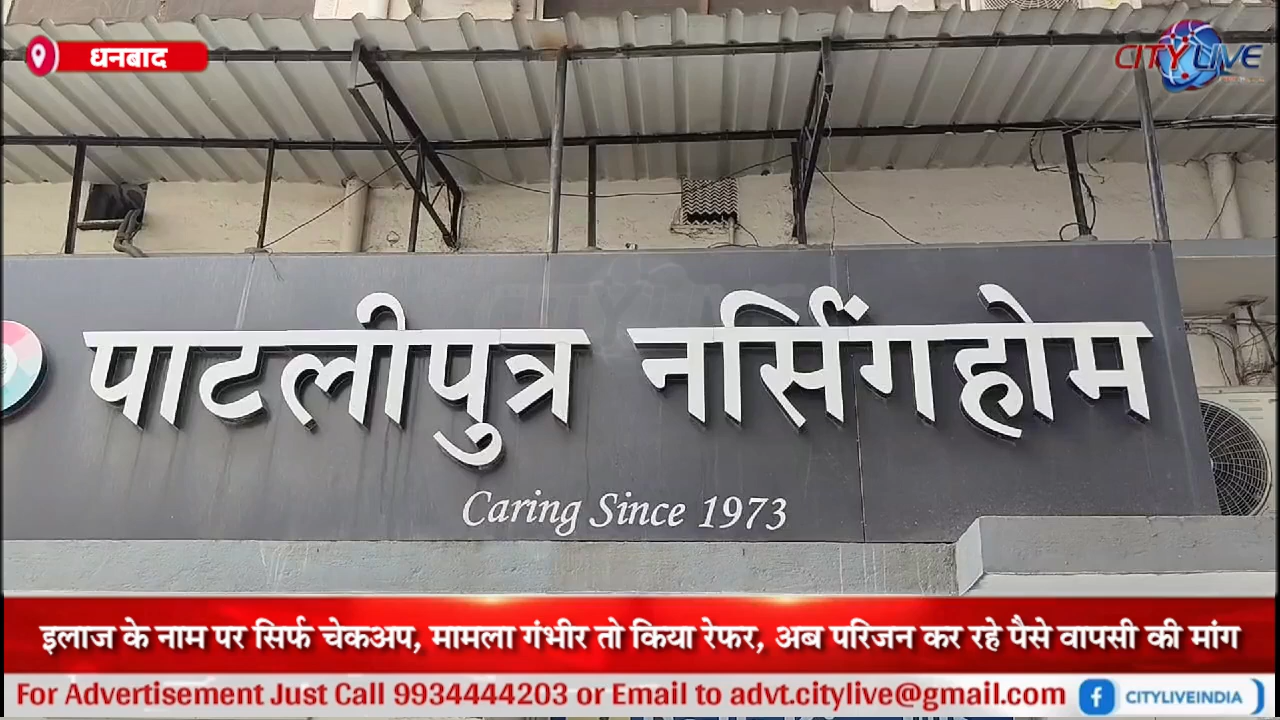 धनबाद
CITY LIVE
पाटलीपुत्र नर्सिंगहोम
Caring Since 1973
इलाज के नाम पर सिर्फ चेकअप, मामला गंभीर तो किया रेफर, अब परिजन कर रहे पैसे वापसी की मांग
For Advertisement Just Call 9934444203 or Email to advt.citylive@gmail.com
CITYLIVEINDIA